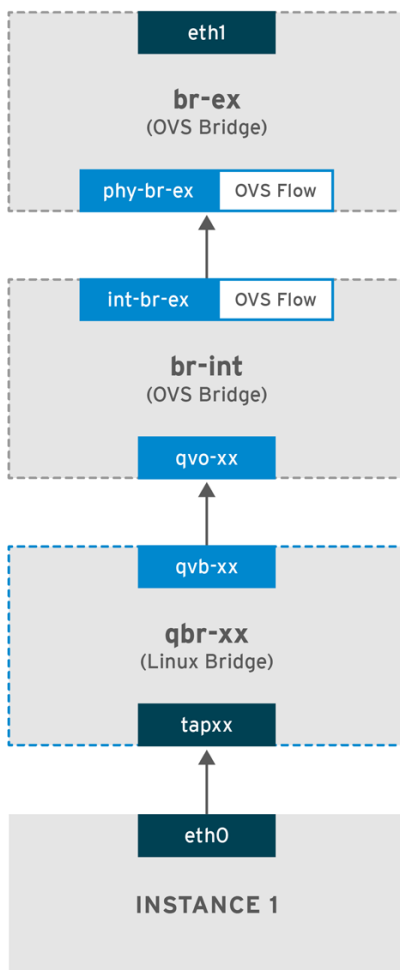 eth1
br-ex
(OVS Bridge)
phy-br-ex OVS Flow
int-br-ex OVS Flow
br-int
(OVS Bridge)
qvo-xx
qvb-xx
qbr-xx
(Linux Bridge)
tapxx
eth0
INSTANCE 1